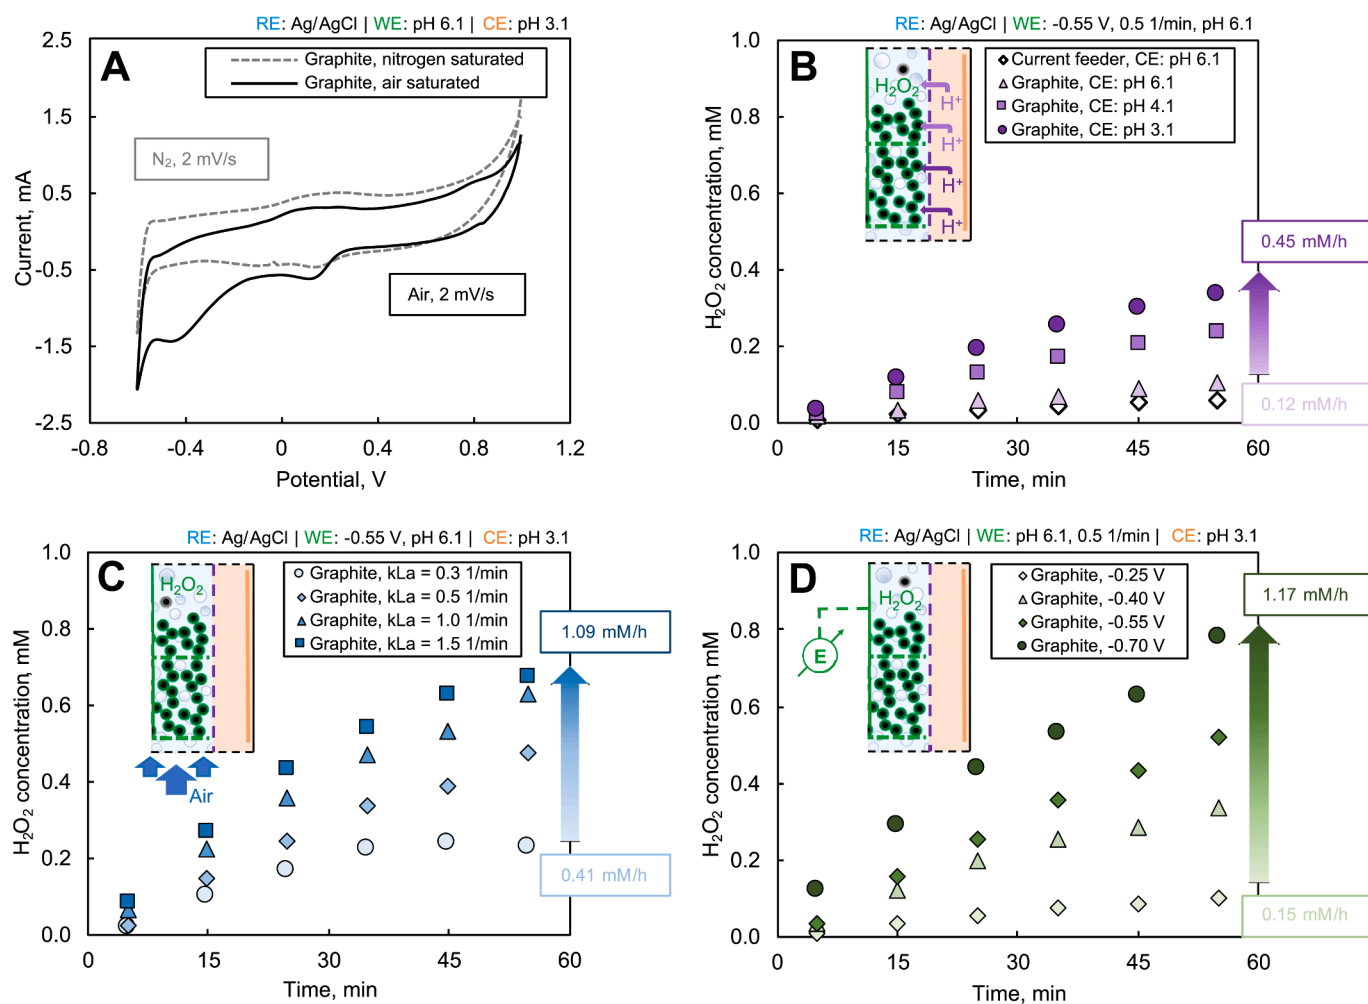 RE: Ag/AgCl | WE: pH 6.1 | CE: pH 3.1
A
Graphite, nitrogen saturated
Graphite, air saturated
N₂, 2 mV/s
Air, 2 mV/s
2.5
1.5
0.5
-0.5
-1.5
-2.5
Current, mA
-0.8
-0.4
0
0.4
0.8
1.2
Potential, V
RE: Ag/AgCl | WE: -0.55 V, 0.5 1/min, pH 6.1
B
H₂O₂
H⁺
H⁺
H⁺
H⁺
Current feeder, CE: pH 6.1
Graphite, CE: pH 6.1
Graphite, CE: pH 4.1
Graphite, CE: pH 3.1
0.45 mM/h
0.12 mM/h
1.0
0.8
0.6
0.4
0.2
0.0
H₂O₂ concentration, mM
0
15
30
45
60
Time, min
RE: Ag/AgCl | WE: -0.55 V, pH 6.1 | CE: pH 3.1
C
H₂O₂
Air
Graphite, kLa = 0.3 1/min
Graphite, kLa = 0.5 1/min
Graphite, kLa = 1.0 1/min
Graphite, kLa = 1.5 1/min
1.09 mM/h
0.41 mM/h
1.0
0.8
0.6
0.4
0.2
0.0
H₂O₂ concentration, mM
0
15
30
45
60
Time, min
RE: Ag/AgCl | WE: pH 6.1, 0.5 1/min | CE: pH 3.1
D
H₂O₂
E
Graphite, -0.25 V
Graphite, -0.40 V
Graphite, -0.55 V
Graphite, -0.70 V
1.17 mM/h
0.15 mM/h
1.0
0.8
0.6
0.4
0.2
0.0
H₂O₂ concentration, mM
0
15
30
45
60
Time, min